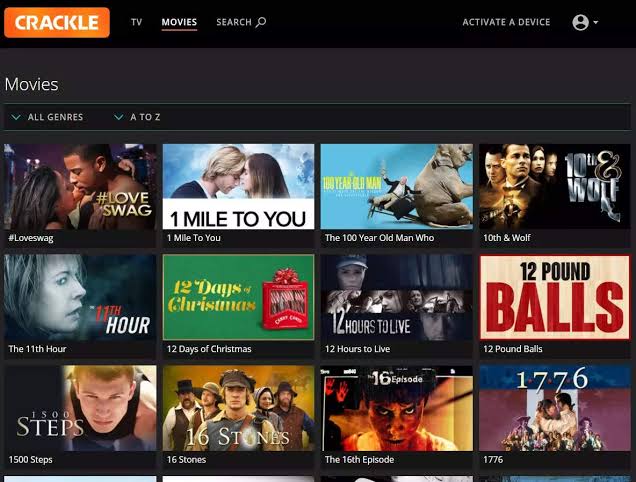 CRACKLE
TV
MOVIES
SEARCH
ACTIVATE A DEVICE
Movies
ALL GENRES
A TO Z
#LOVE
SWAG
1 MILE TO YOU
100 YEAR-OLD MAN
10th &
WOLF
#Loveswag
1 Mile To You
The 100 Year Old Man Who
10th & Wolf
THE 11TH
HOUR
12 Days of
Christmas
CANDY CANES
12 HOURS TO LIVE
12 POUND
BALLS
The 11th Hour
12 Days of Christmas
12 Hours to Live
12 Pound Balls
1500
STEPS
16 STONES
The 16th Episode
1776
1500 Steps
16 Stones
The 16th Episode
1776